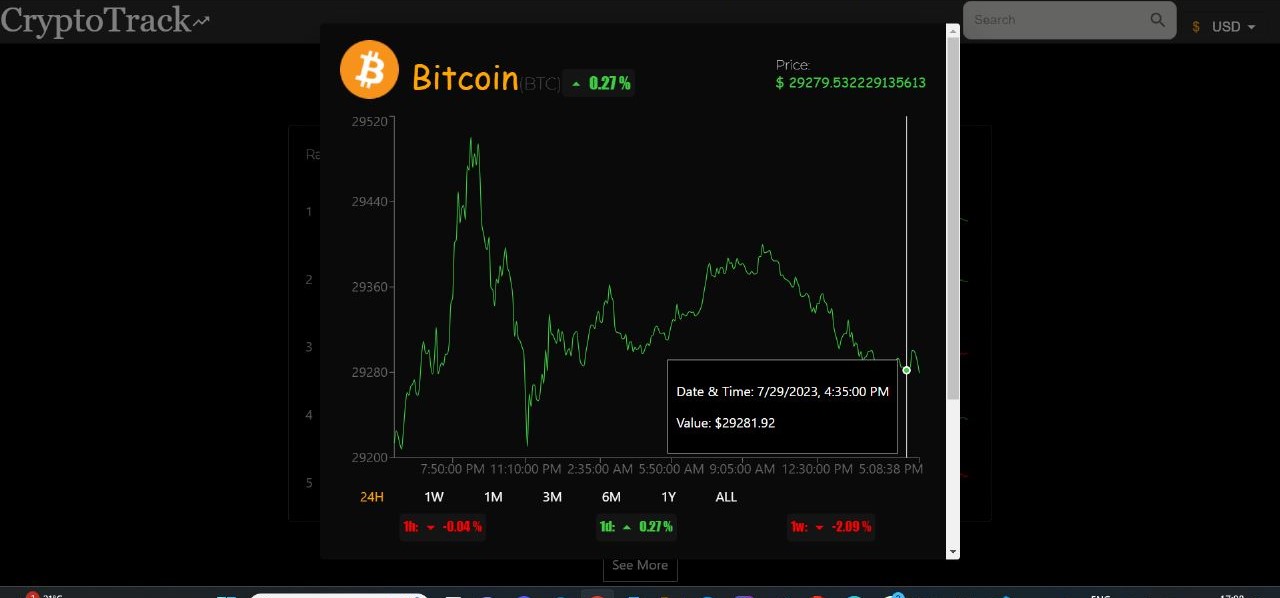 CryptoTrack
Search
$ USD
Bitcoin(BTC) 0.27 %
Price:
$ 29279.532229135613
29520
29440
29360
29280
29200
Date & Time: 7/29/2023, 4:35:00 PM
Value: $29281.92
7:50:00 PM 11:10:00 PM 2:35:00 AM 5:50:00 AM 9:05:00 AM 12:30:00 PM 5:08:38 PM
24H 1W 1M 3M 6M 1Y ALL
1h: -0.04 % 1d: 0.27 % 1w: -2.09 %
Ra
1
2
3
4
5
See More